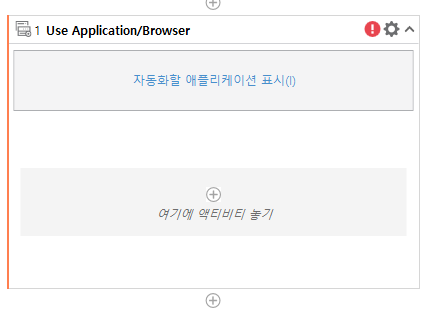 1 Use Application/Browser
자동화할 애플리케이션 표시(I)
여기에 액티비티 놓기